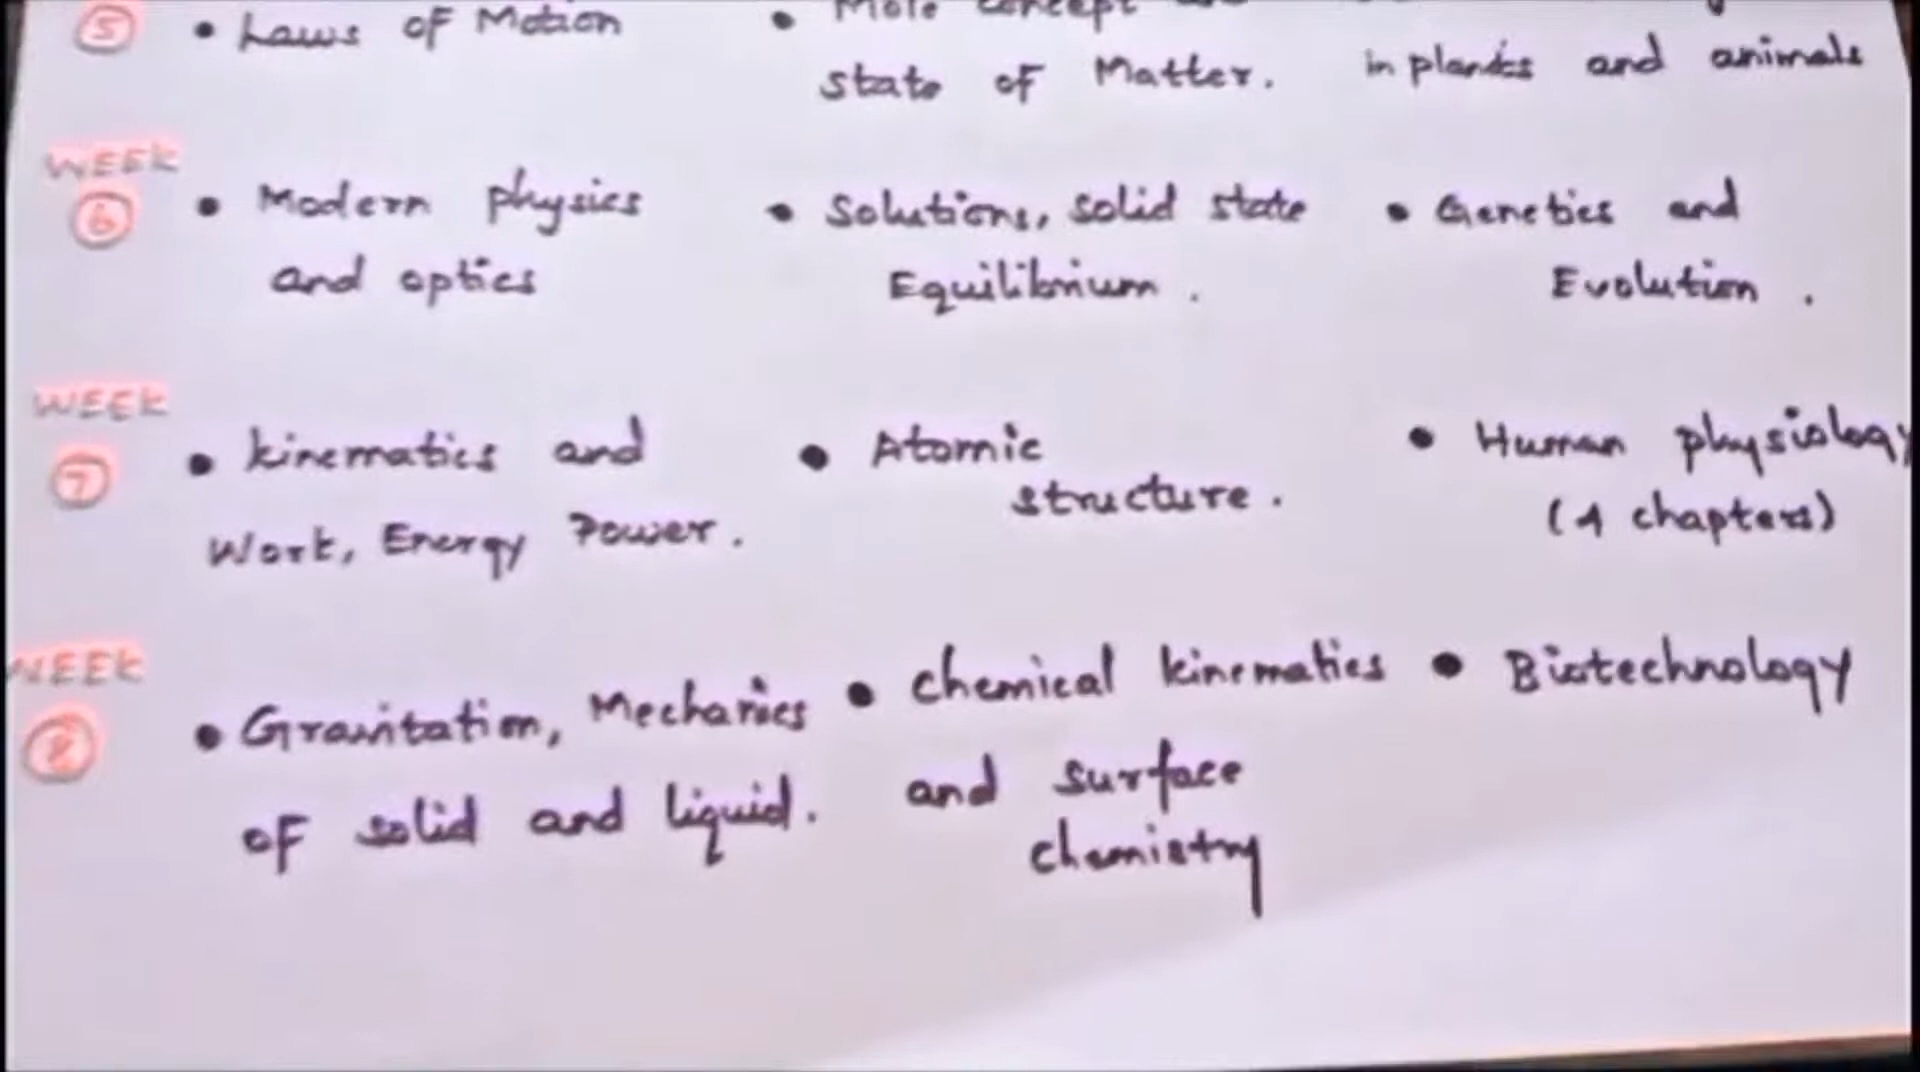 5 • Laws of Motion • Mole concept
state of Matter. in plants and animals
WEEK
6 • Modern physics • Solutions, solid state • Genetics and
and optics Equilibrium. Evolution.
WEEK
7 • kinematics and • Atomic • Human physiology
Work, Energy Power. structure. (4 chapters)
WEEK
8 • Gravitation, Mechanics • chemical kinematics • Biotechnology
of solid and liquid. and surface
chemistry